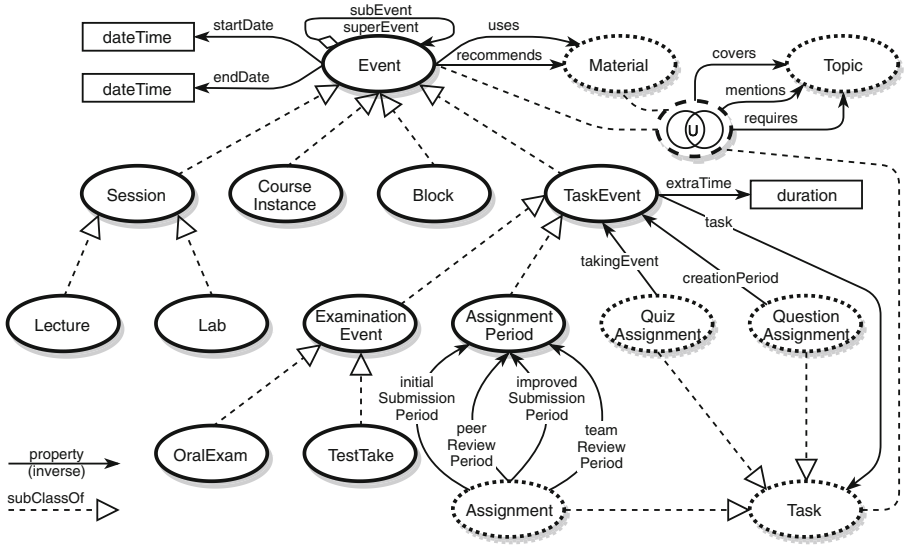 subEvent
superEvent
startDate
dateTime
endDate
dateTime
Event
uses
recommends
Material
covers
mentions
requires
Topic
U
Session
Course
Instance
Block
TaskEvent
extraTime
duration
task
takingEvent
creationPeriod
Lecture
Lab
Examination
Event
Assignment
Period
Quiz
Assignment
Question
Assignment
initial
Submission
Period
improved
Submission
Period
peer
Review
Period
team
Review
Period
OralExam
TestTake
property
(inverse)
subClassOf
Assignment
Task